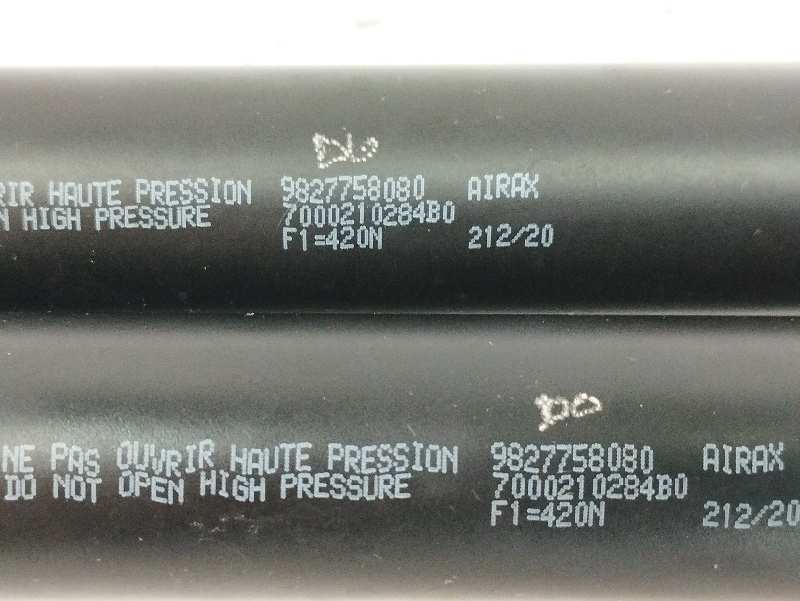 RIR HAUTE PRESSION 9827758080 AIRAX
N HIGH PRESSURE 7000210284B0
F1=420N 212/20
NE PAS OUVRIR HAUTE PRESSION 9827758080 AIRAX
DO NOT OPEN HIGH PRESSURE 7000210284B0
F1=420N 212/20